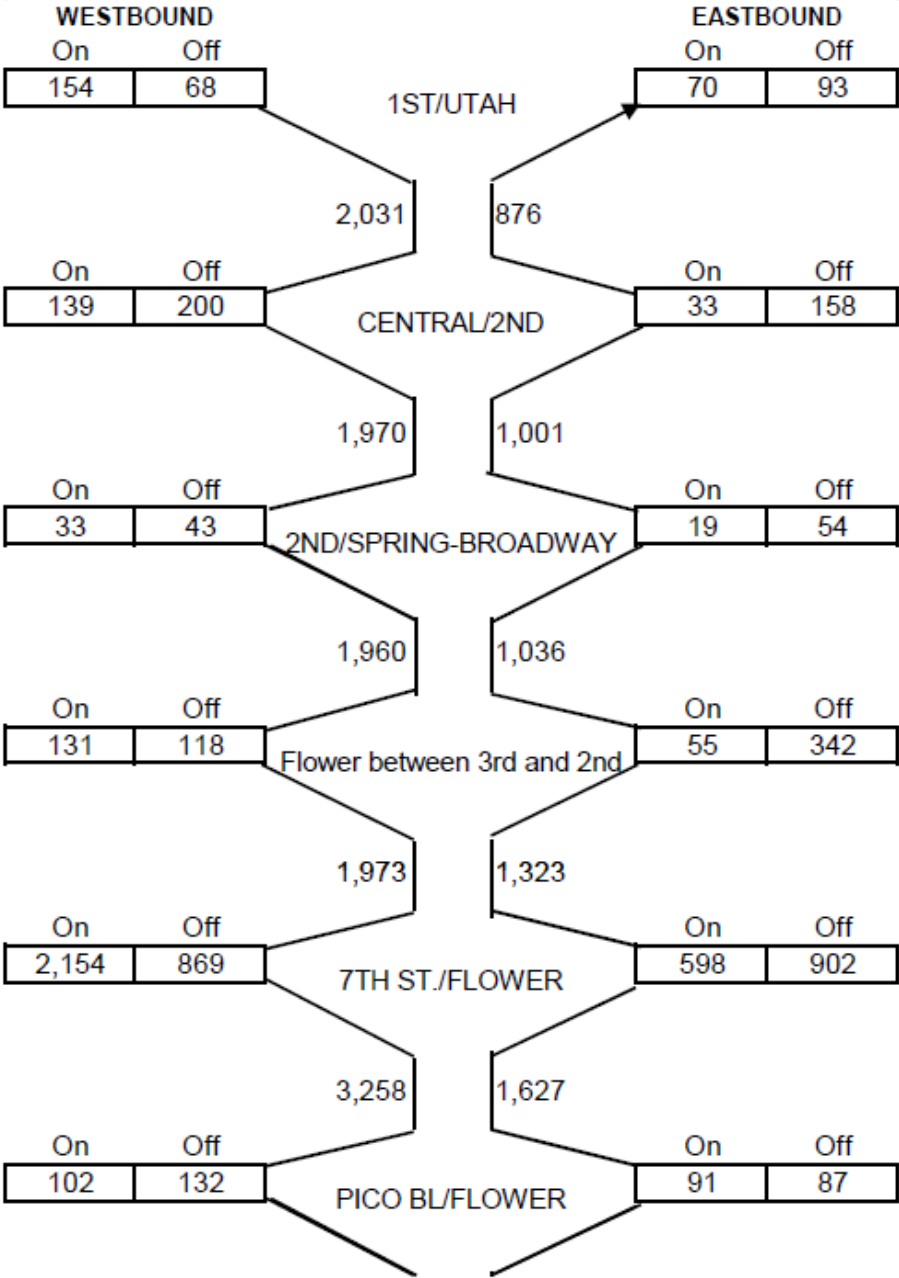 WESTBOUND EASTBOUND
On Off On Off
154 68 70 93
1ST/UTAH
2,031 876
On Off On Off
139 200 33 158
CENTRAL/2ND
1,970 1,001
On Off On Off
33 43 19 54
2ND/SPRING-BROADWAY
1,960 1,036
On Off On Off
131 118 55 342
Flower between 3rd and 2nd
1,973 1,323
On Off On Off
2,154 869 598 902
7TH ST./FLOWER
3,258 1,627
On Off On Off
102 132 91 87
PICO BL/FLOWER